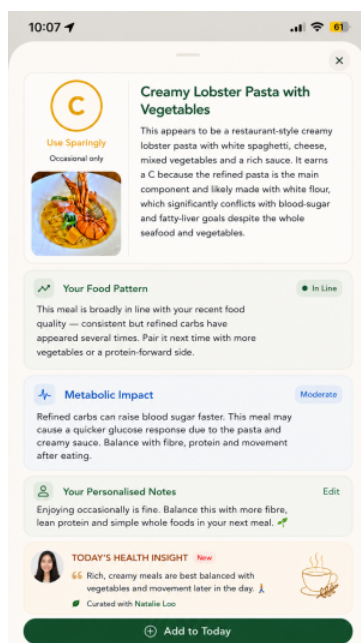 10:07
61
C
Use Sparingly
Occasional only
Creamy Lobster Pasta with
Vegetables
This appears to be a restaurant-style creamy
lobster pasta with white spaghetti, cheese,
mixed vegetables and a rich sauce. It earns
a C because the refined pasta is the main
component and likely made with white flour,
which significantly conflicts with blood-sugar
and fatty-liver goals despite the whole
seafood and vegetables.
Your Food Pattern
In Line
This meal is broadly in line with your recent food
quality — consistent but refined carbs have
appeared several times. Pair it next time with more
vegetables or a protein-forward side.
Metabolic Impact
Moderate
Refined carbs can raise blood sugar faster. This meal may
cause a quicker glucose response due to the pasta and
creamy sauce. Balance with fibre, protein and movement
after eating.
Your Personalised Notes
Edit
Enjoying occasionally is fine. Balance this with more fibre,
lean protein and simple whole foods in your next meal. 🌱
TODAY'S HEALTH INSIGHT New
“ Rich, creamy meals are best balanced with
vegetables and movement later in the day. 🚶
Curated with Natalie Loo
Add to Today